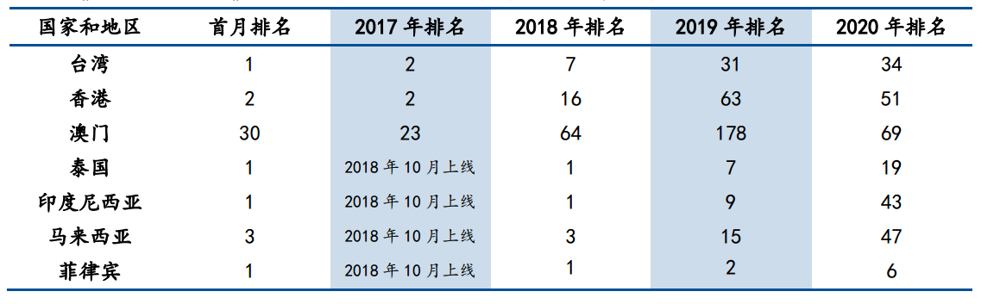 国家和地区 首月排名 2017 年排名 2018 年排名 2019 年排名 2020 年排名
台湾 1 2 7 31 34
香港 2 2 16 63 51
澳门 30 23 64 178 69
泰国 1 2018 年 10 月上线 1 7 19
印度尼西亚 1 2018 年 10 月上线 1 9 43
马来西亚 3 2018 年 10 月上线 3 15 47
菲律宾 1 2018 年 10 月上线 1 2 6